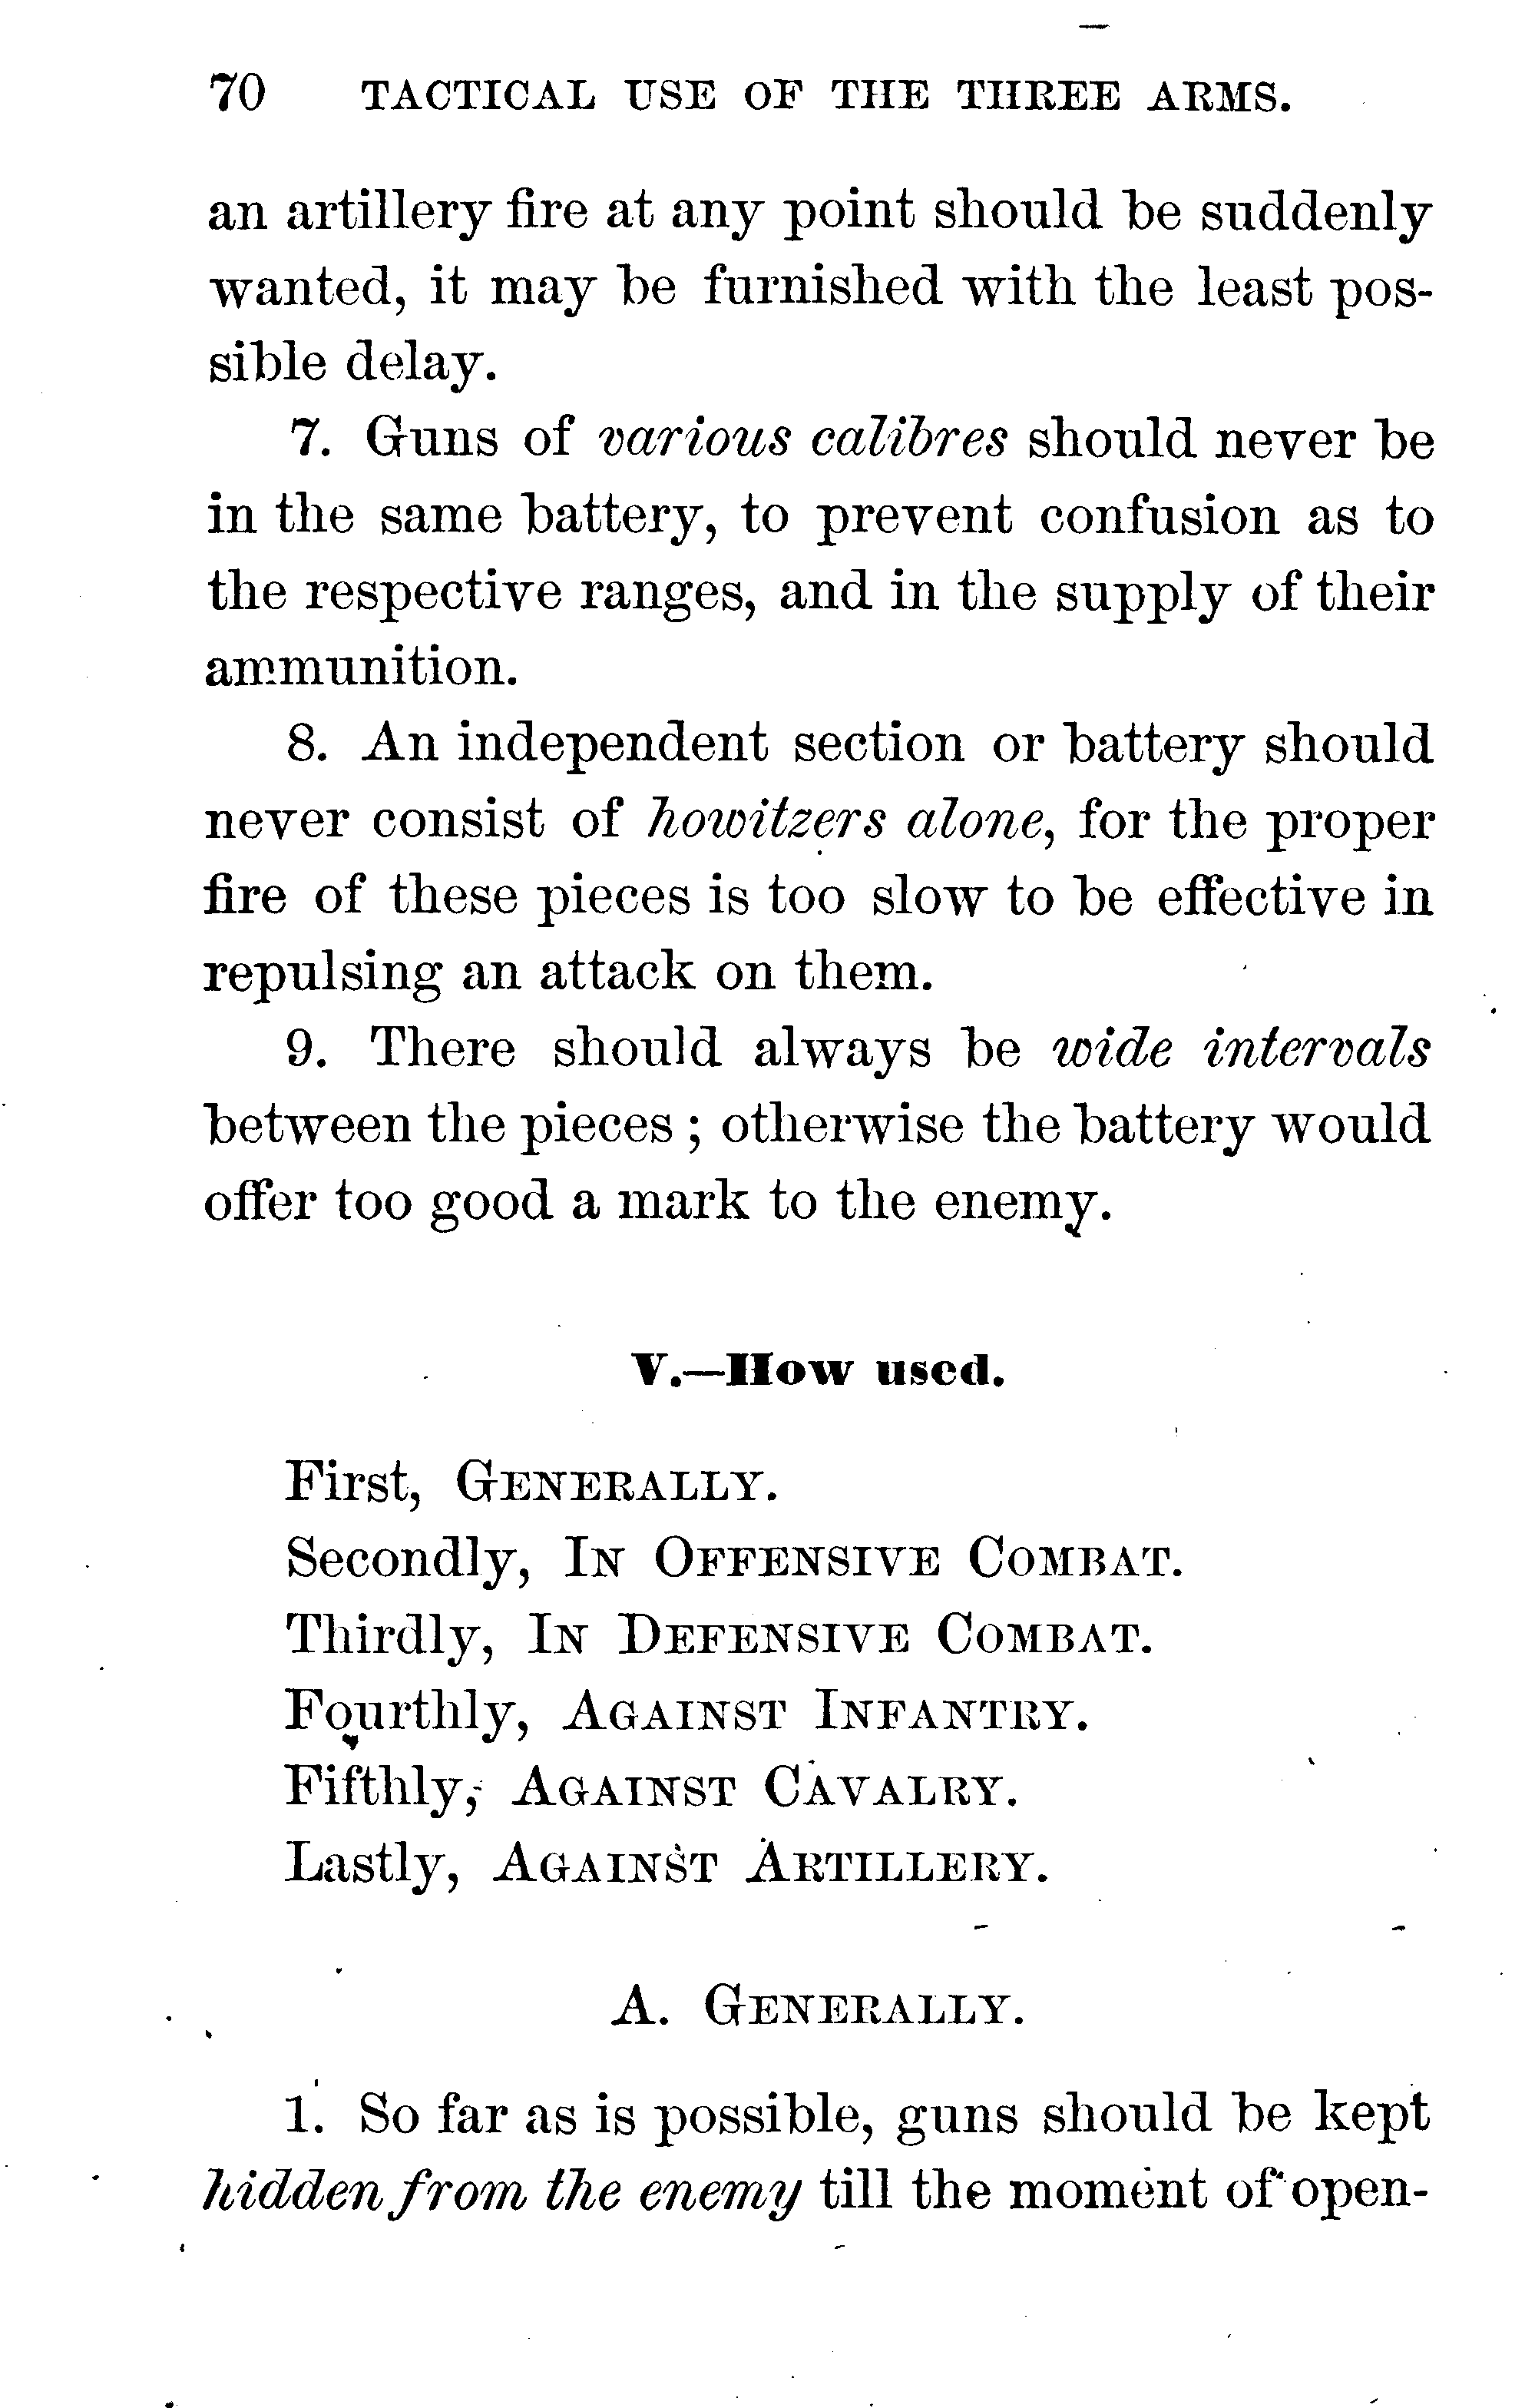 70 TACTICAL USE OF THE THREE ARMS.
an artillery fire at any point should be suddenly
wanted, it may be furnished with the least pos-
sible delay.
7. Guns of various calibres should never be
in the same battery, to prevent confusion as to
the respective ranges, and in the supply of their
ammunition.
8. An independent section or battery should
never consist of howitzers alone, for the proper
fire of these pieces is too slow to be effective in
repulsing an attack on them.
9. There should always be wide intervals
between the pieces ; otherwise the battery would
offer too good a mark to the enemy.
V.—How used.
First, GENERALLY.
Secondly, IN OFFENSIVE COMBAT.
Thirdly, IN DEFENSIVE COMBAT.
Fourthly, AGAINST INFANTRY.
Fifthly, AGAINST CAVALRY.
Lastly, AGAINST ARTILLERY.
A. GENERALLY.
1. So far as is possible, guns should be kept
hidden from the enemy till the moment of open-